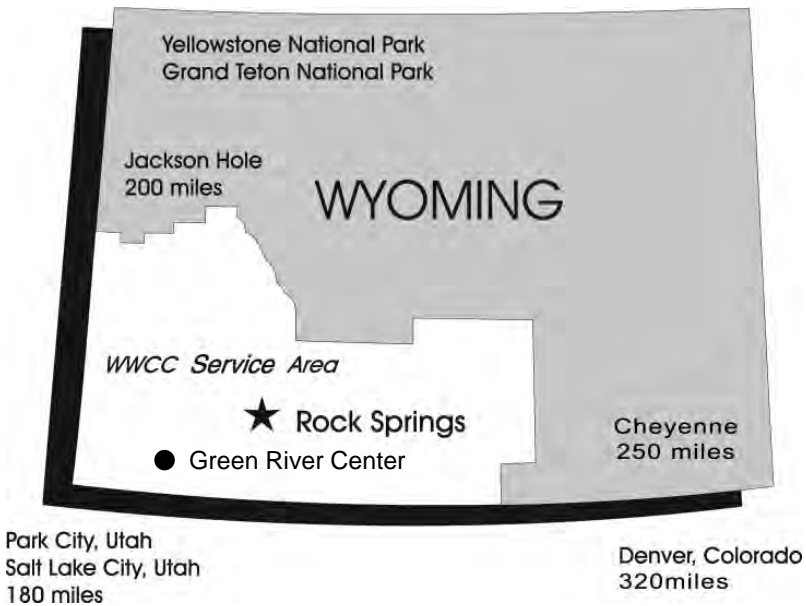 Yellowstone National Park
Grand Teton National Park
Jackson Hole
200 miles
WYOMING
WWCC Service Area
Rock Springs
Green River Center
Cheyenne
250 miles
Park City, Utah
Salt Lake City, Utah
180 miles
Denver, Colorado
320miles